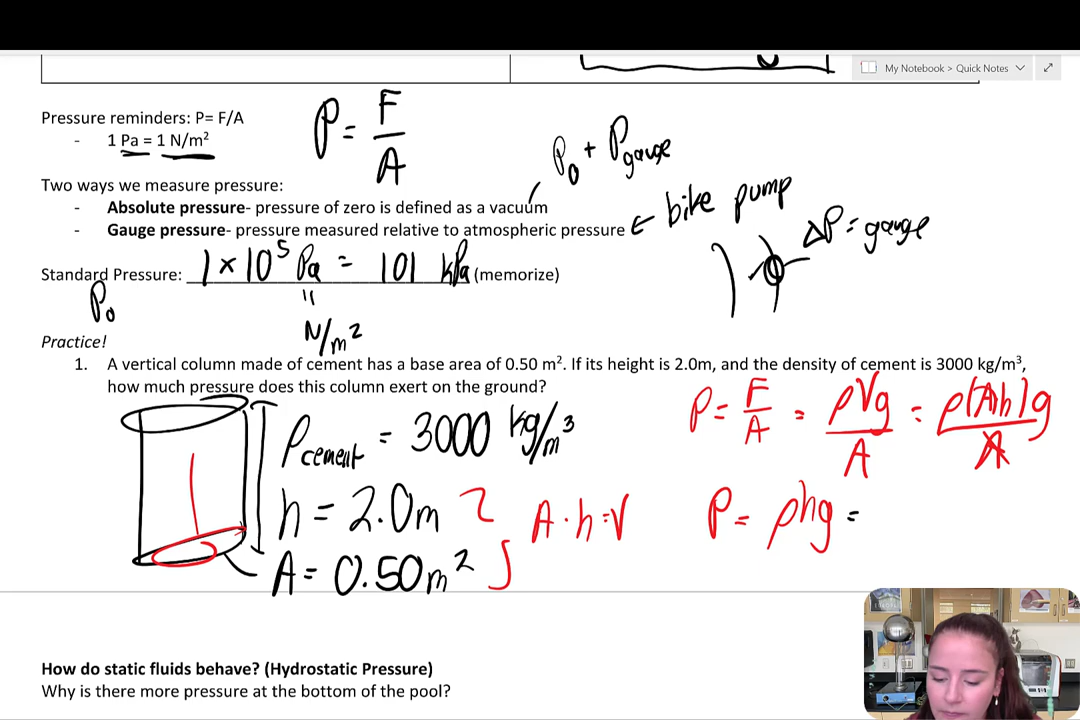 My Notebook > Quick Notes
Pressure reminders: P= F/A
- 1 Pa = 1 N/m²
P = F/A
P₀ + Pgauge
Two ways we measure pressure:
- Absolute pressure- pressure of zero is defined as a vacuum
- Gauge pressure- pressure measured relative to atmospheric pressure ← bike pump
ΔP = gauge
Standard Pressure: 1 × 10⁵ Pa = 101 kPa (memorize)
P₀
"
N/m²
Practice!
1. A vertical column made of cement has a base area of 0.50 m². If its height is 2.0m, and the density of cement is 3000 kg/m³,
how much pressure does this column exert on the ground?
ρcement = 3000 kg/m³
P = F/A = ρVg/A = ρ(Ah)g/A
h = 2.0m
A = 0.50m²
A·h=V
P = ρhg =
How do static fluids behave? (Hydrostatic Pressure)
Why is there more pressure at the bottom of the pool?